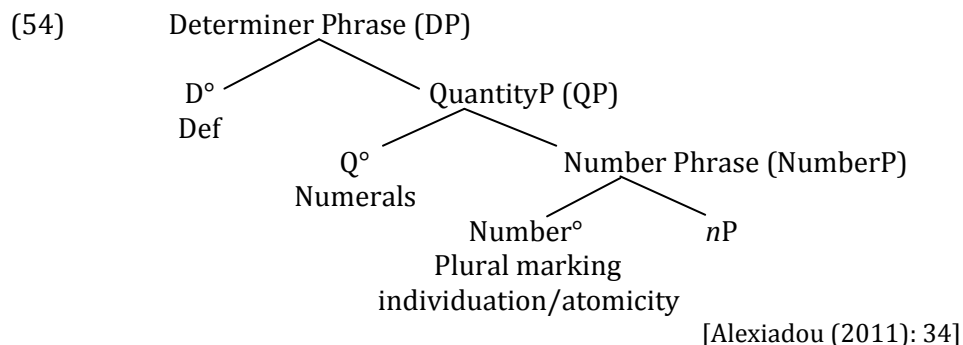 (54) Determiner Phrase (DP)
D° QuantityP (QP)
Def
Q° Number Phrase (NumberP)
Numerals
Number° nP
Plural marking
individuation/atomicity
[Alexiadou (2011): 34]